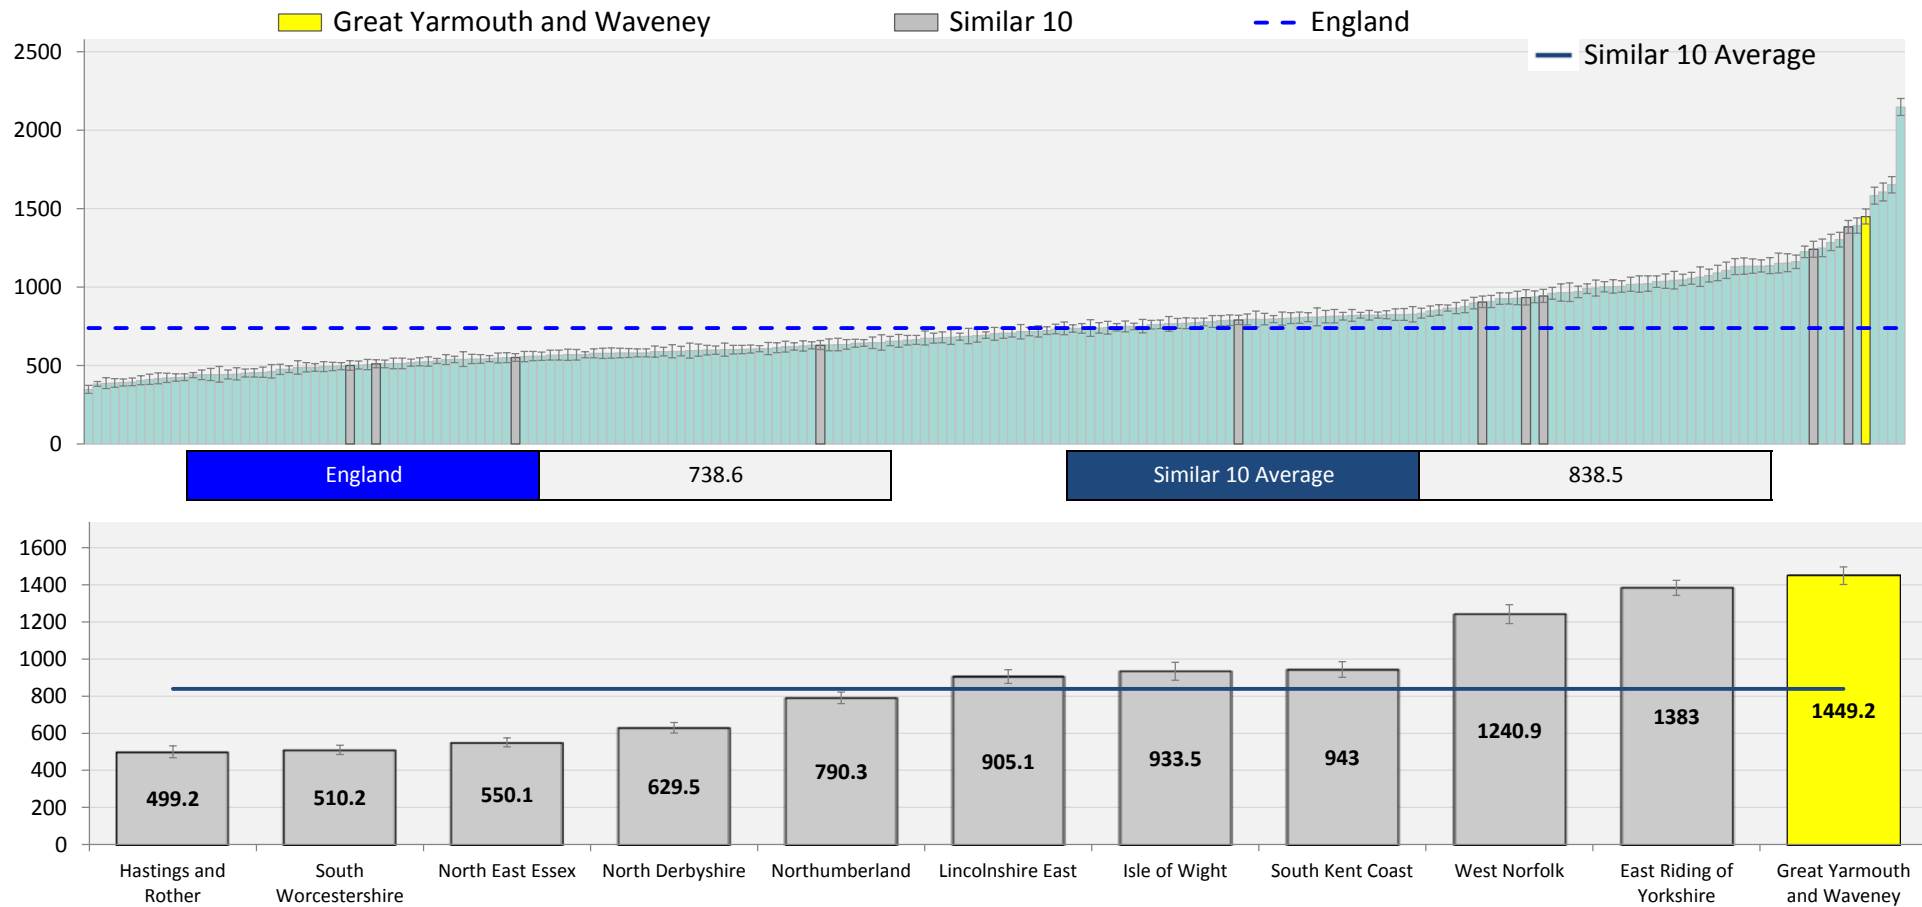 Great Yarmouth and Waveney
Similar 10
England
Similar 10 Average
2500
2000
1500
1000
500
0
England 738.6 Similar 10 Average 838.5
1600
1400
1200
1000
800
600
400
200
0
499.2 510.2 550.1 629.5 790.3 905.1 933.5 943 1240.9 1383 1449.2
Hastings and Rother
South Worcestershire
North East Essex
North Derbyshire
Northumberland
Lincolnshire East
Isle of Wight
South Kent Coast
West Norfolk
East Riding of Yorkshire
Great Yarmouth and Waveney